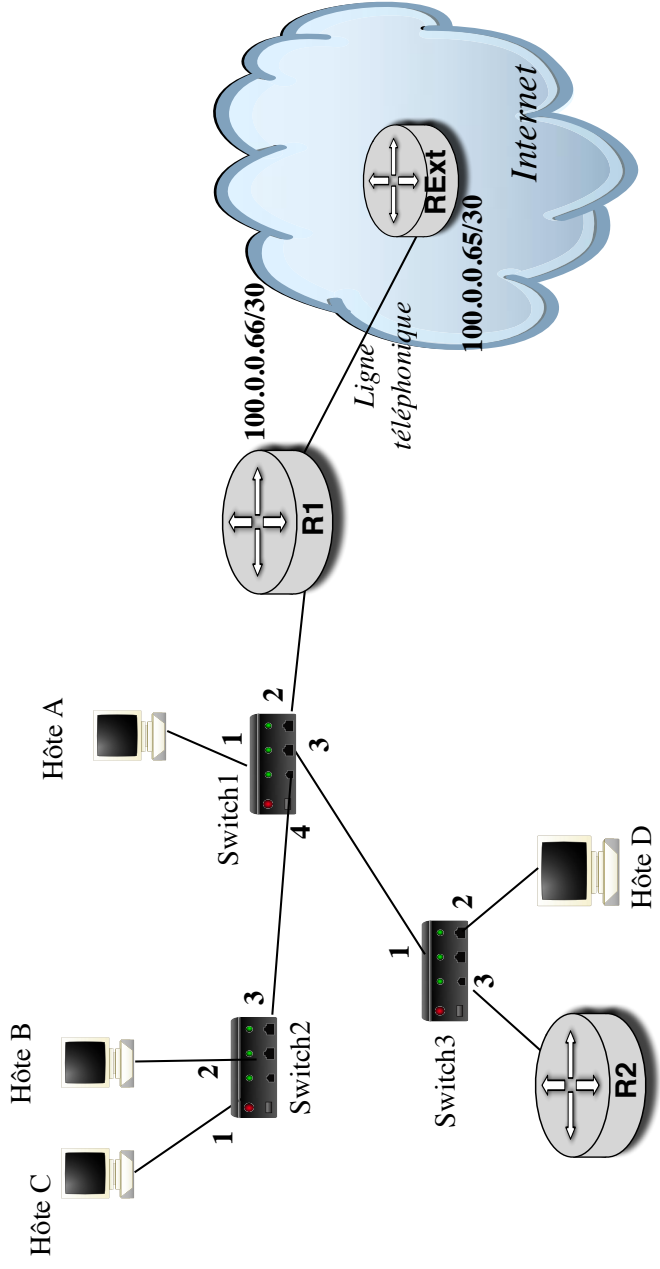 Hôte C
Hôte B
Hôte A
1
2
3
Switch2
Switch1
1
2
3
4
R1
100.0.0.66/30
Ligne
téléphonique
RExt
100.0.0.65/30
Internet
Switch3
1
2
3
R2
Hôte D